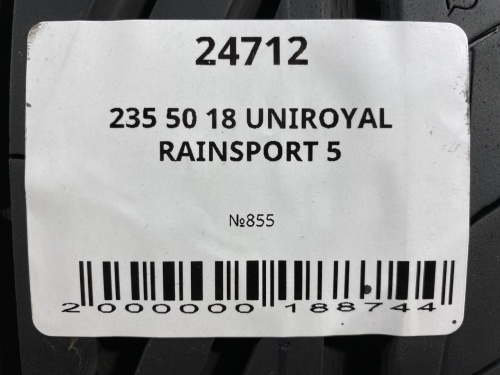 24712
235 50 18 UNIROYAL
RAINSPORT 5
№855
2 000000 188744